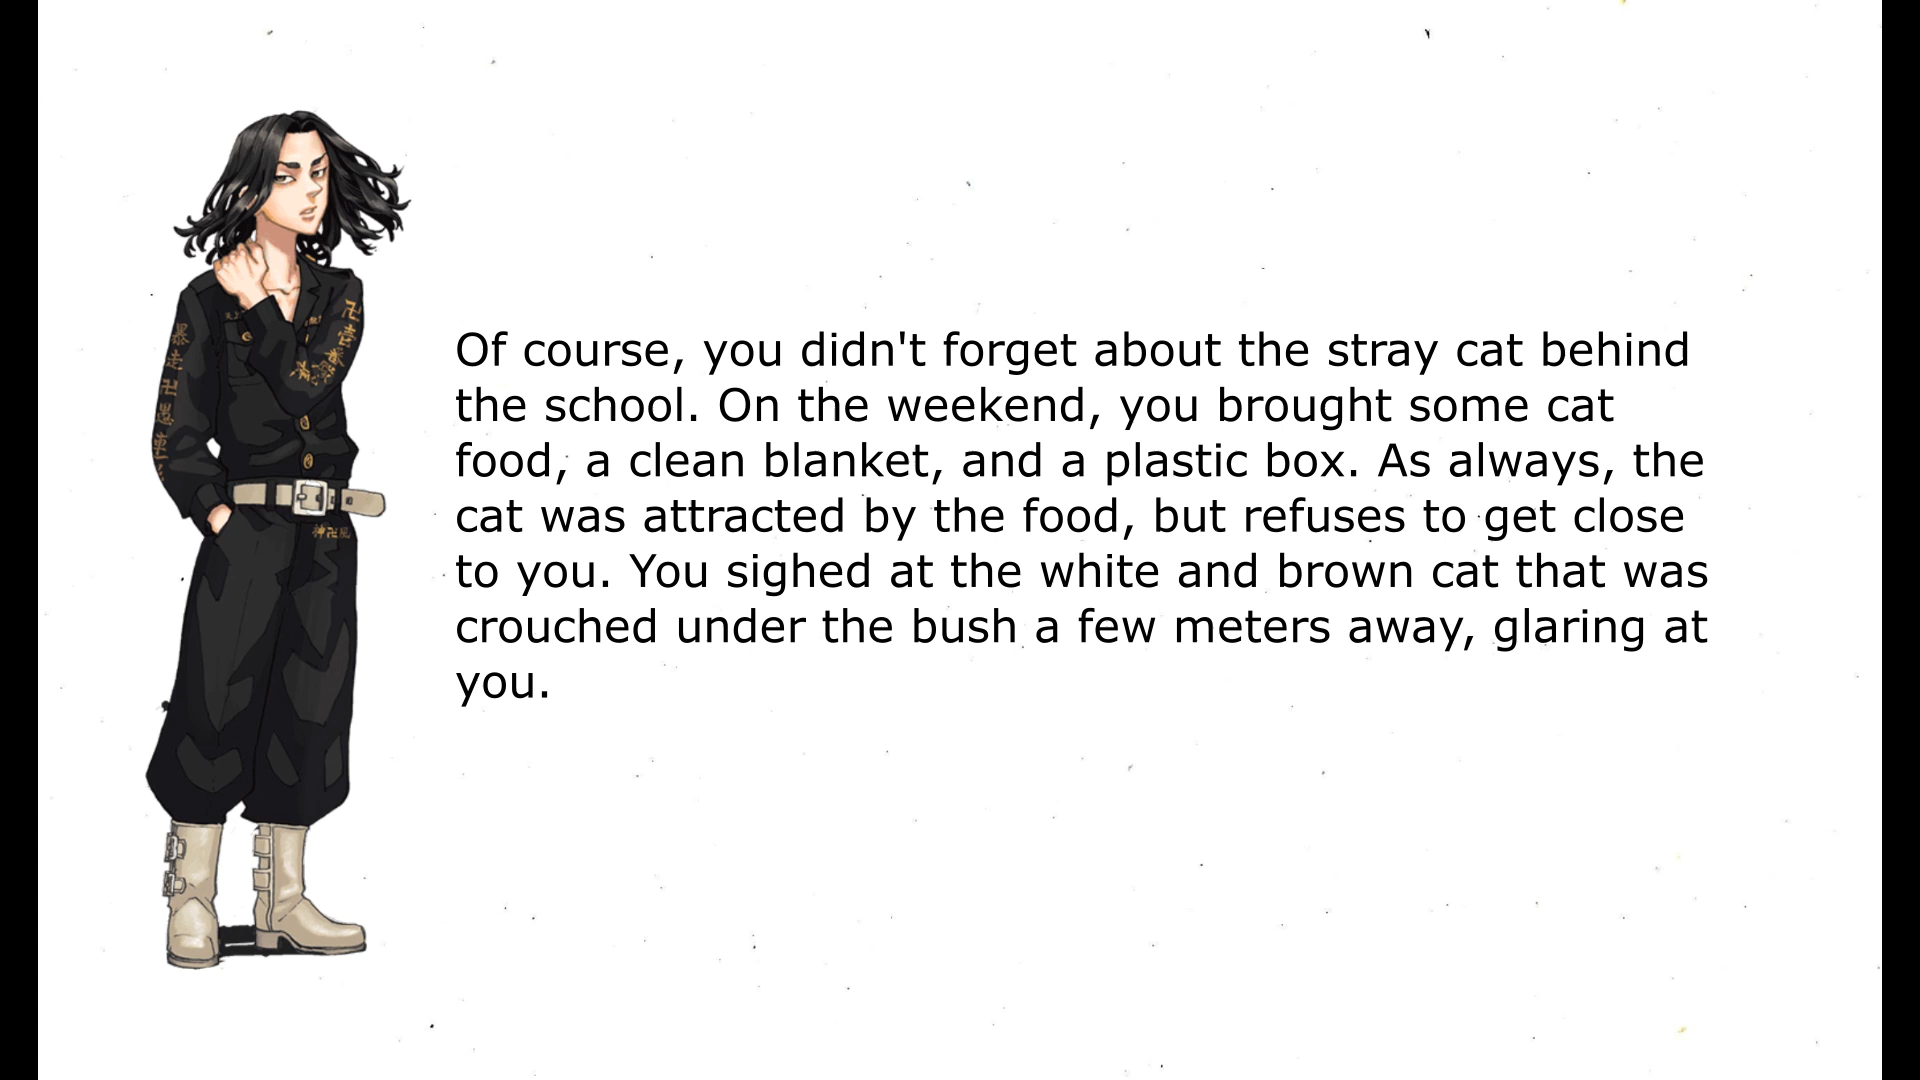 Of course, you didn't forget about the stray cat behind
the school. On the weekend, you brought some cat
food, a clean blanket, and a plastic box. As always, the
cat was attracted by the food, but refuses to get close
to you. You sighed at the white and brown cat that was
crouched under the bush a few meters away, glaring at
you.